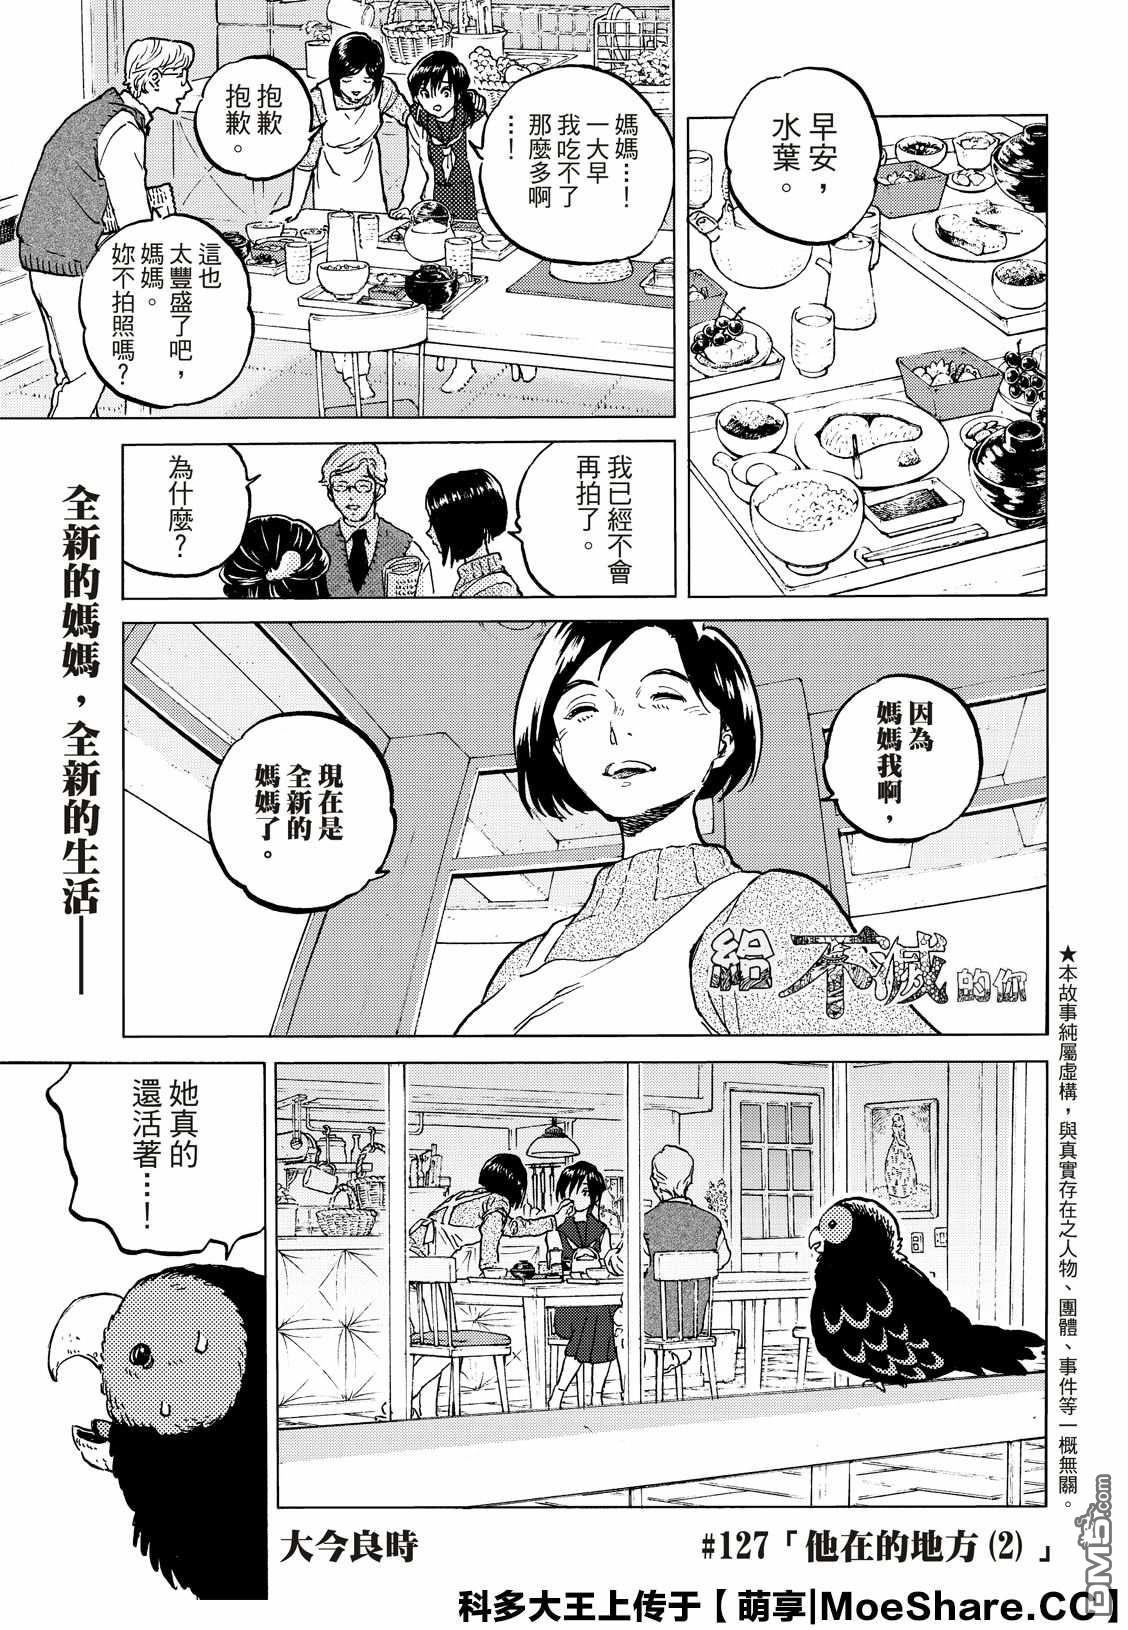 早安，
水葉。
媽媽…！
一大早
我吃不了
那麼多啊
…！
抱歉
抱歉。
這也
太豐盛了吧，
媽媽。
妳不拍照嗎？
我已經不會
再拍了。
為什麼？
全新的媽媽，全新的生活——
因為
媽媽我啊，
現在是
全新的
媽媽了。
給不滅的你
★本故事純屬虛構，與真實存在之人物、團體、事件等一概無關。
她真的
還活著…！
#127「他在的地方(2)」
大今良時
DM5.com
科多大王上传于【萌享|MoeShare.CC】